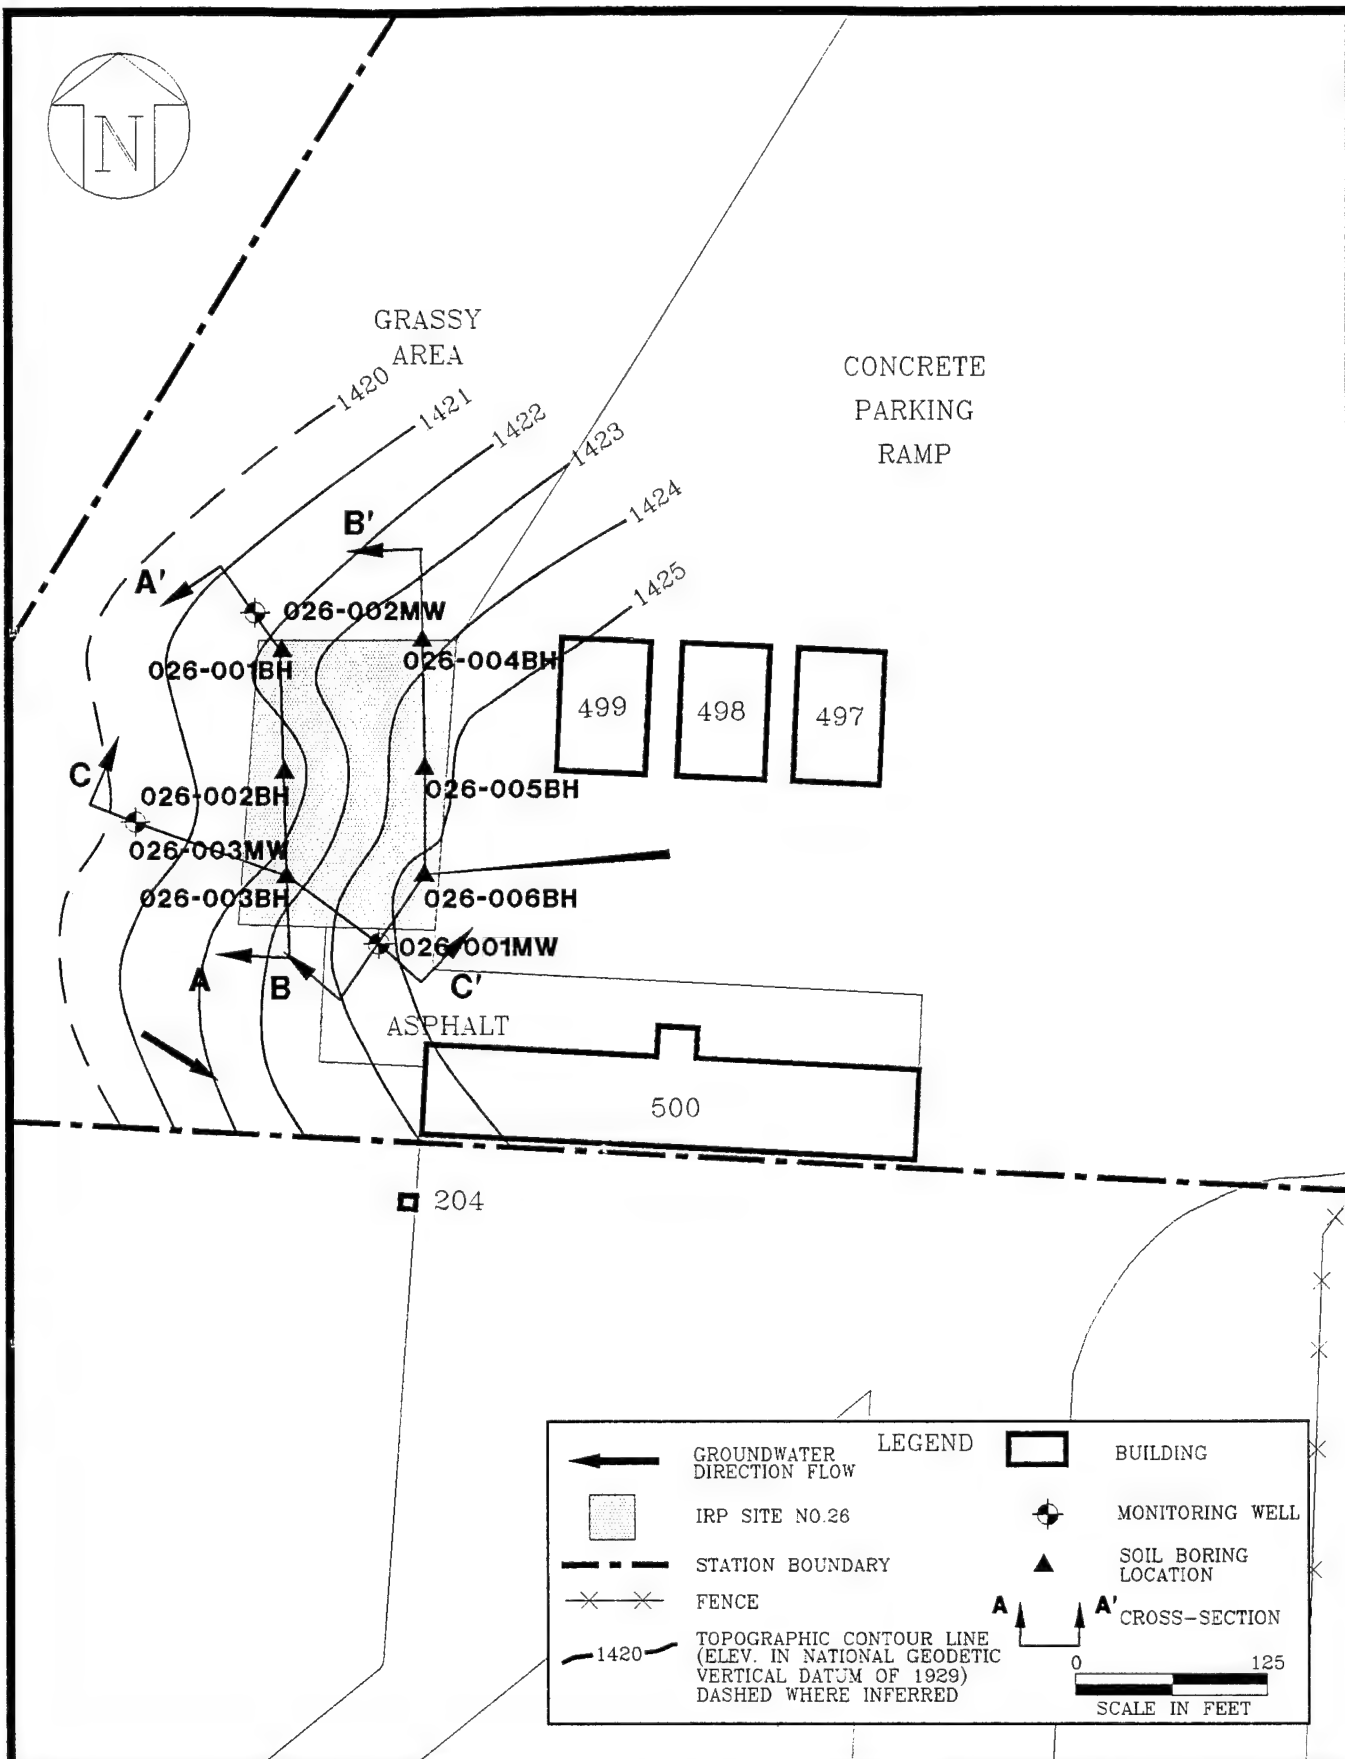 N
GRASSY
AREA
CONCRETE
PARKING
RAMP
1420
1421
1422
1423
1424
1425
B'
A'
026-002MW
026-001BH
026-004BH
499
498
497
C
026-002BH
026-005BH
026-003MW
026-003BH
026-006BH
026-001MW
A
B
C'
ASPHALT
500
204
LEGEND
GROUNDWATER
DIRECTION FLOW
IRP SITE NO.26
STATION BOUNDARY
FENCE
1420
TOPOGRAPHIC CONTOUR LINE
(ELEV. IN NATIONAL GEODETIC
VERTICAL DATUM OF 1929)
DASHED WHERE INFERRED
BUILDING
MONITORING WELL
SOIL BORING
LOCATION
A A' CROSS-SECTION
0 125
SCALE IN FEET